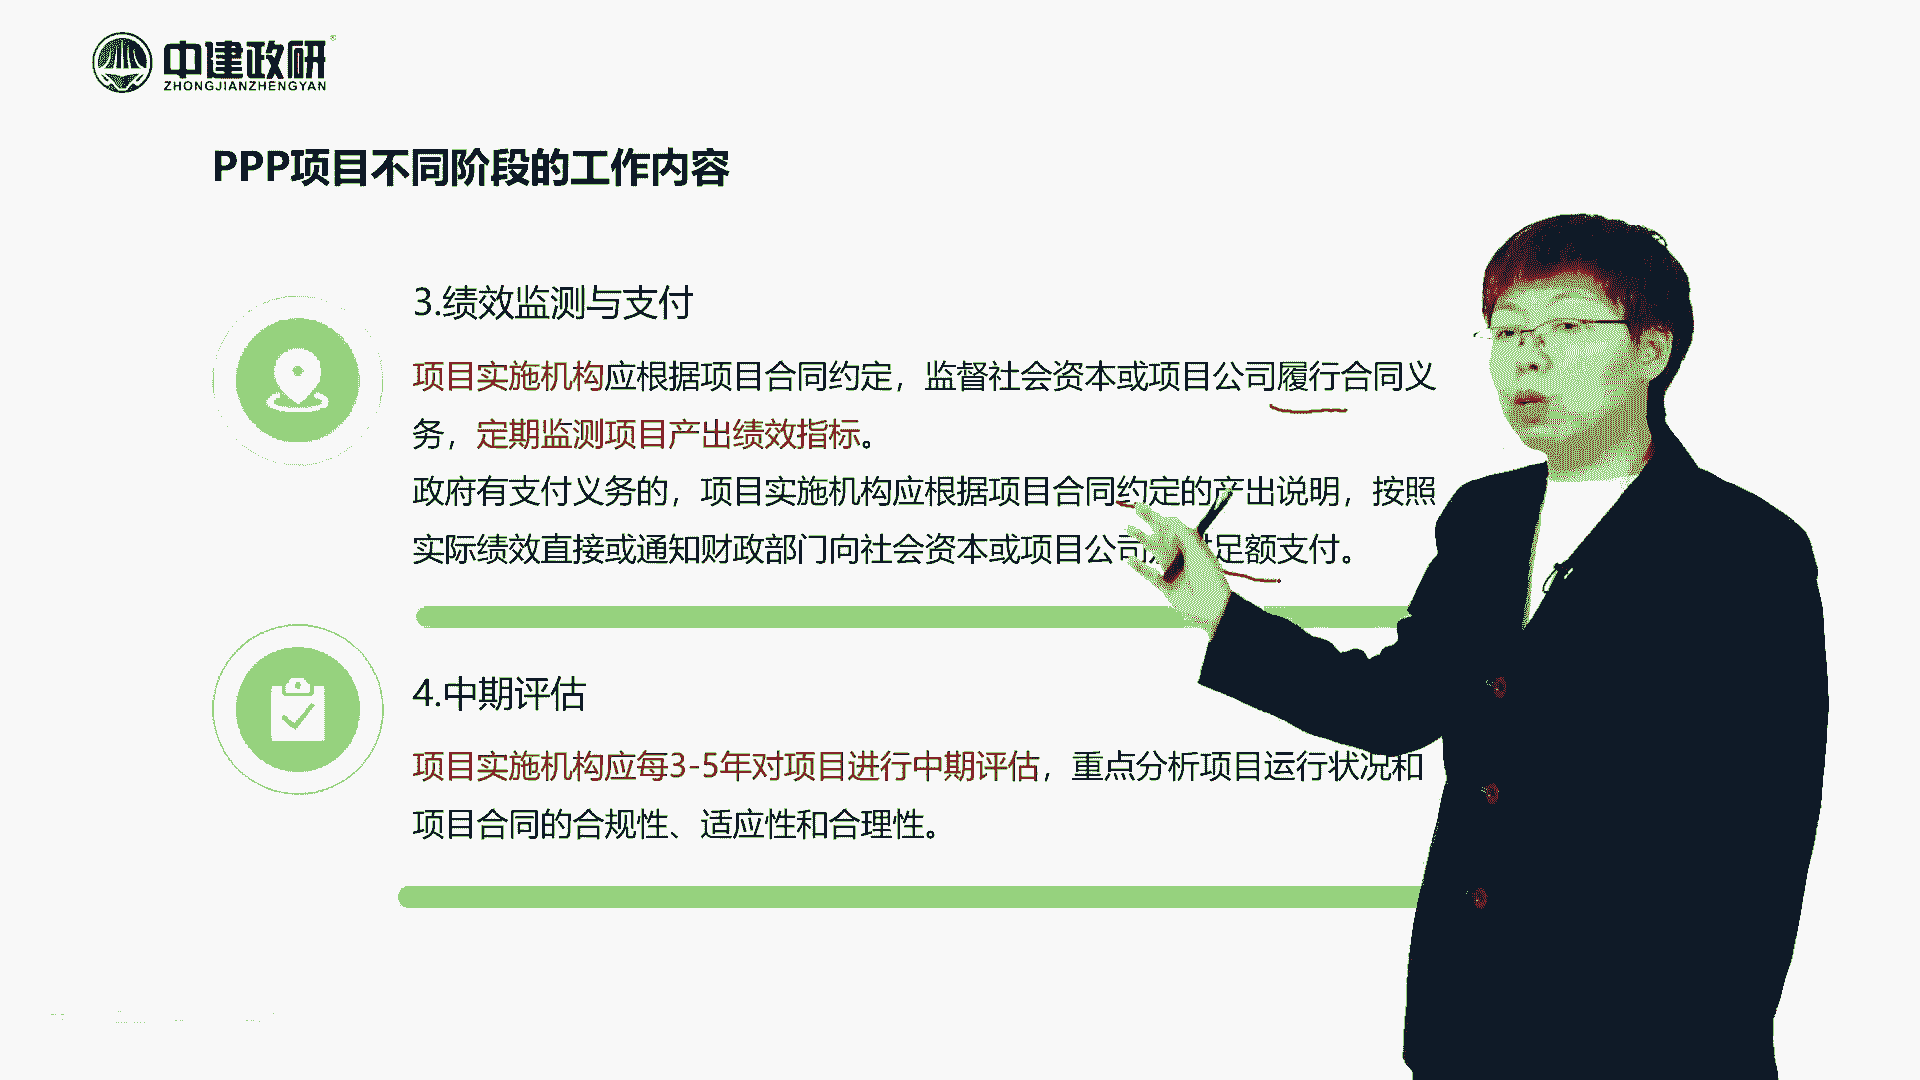 中建政研
ZHONGJIANZHENGYAN
PPP项目不同阶段的工作内容
3.绩效监测与支付
项目实施机构应根据项目合同约定，监督社会资本或项目公司履行合同义
务，定期监测项目产出绩效指标。
政府有支付义务的，项目实施机构应根据项目合同约定的产出说明，按照
实际绩效直接或通知财政部门向社会资本或项目公司足额支付。
4.中期评估
项目实施机构应每3-5年对项目进行中期评估，重点分析项目运行状况和
项目合同的合规性、适应性和合理性。